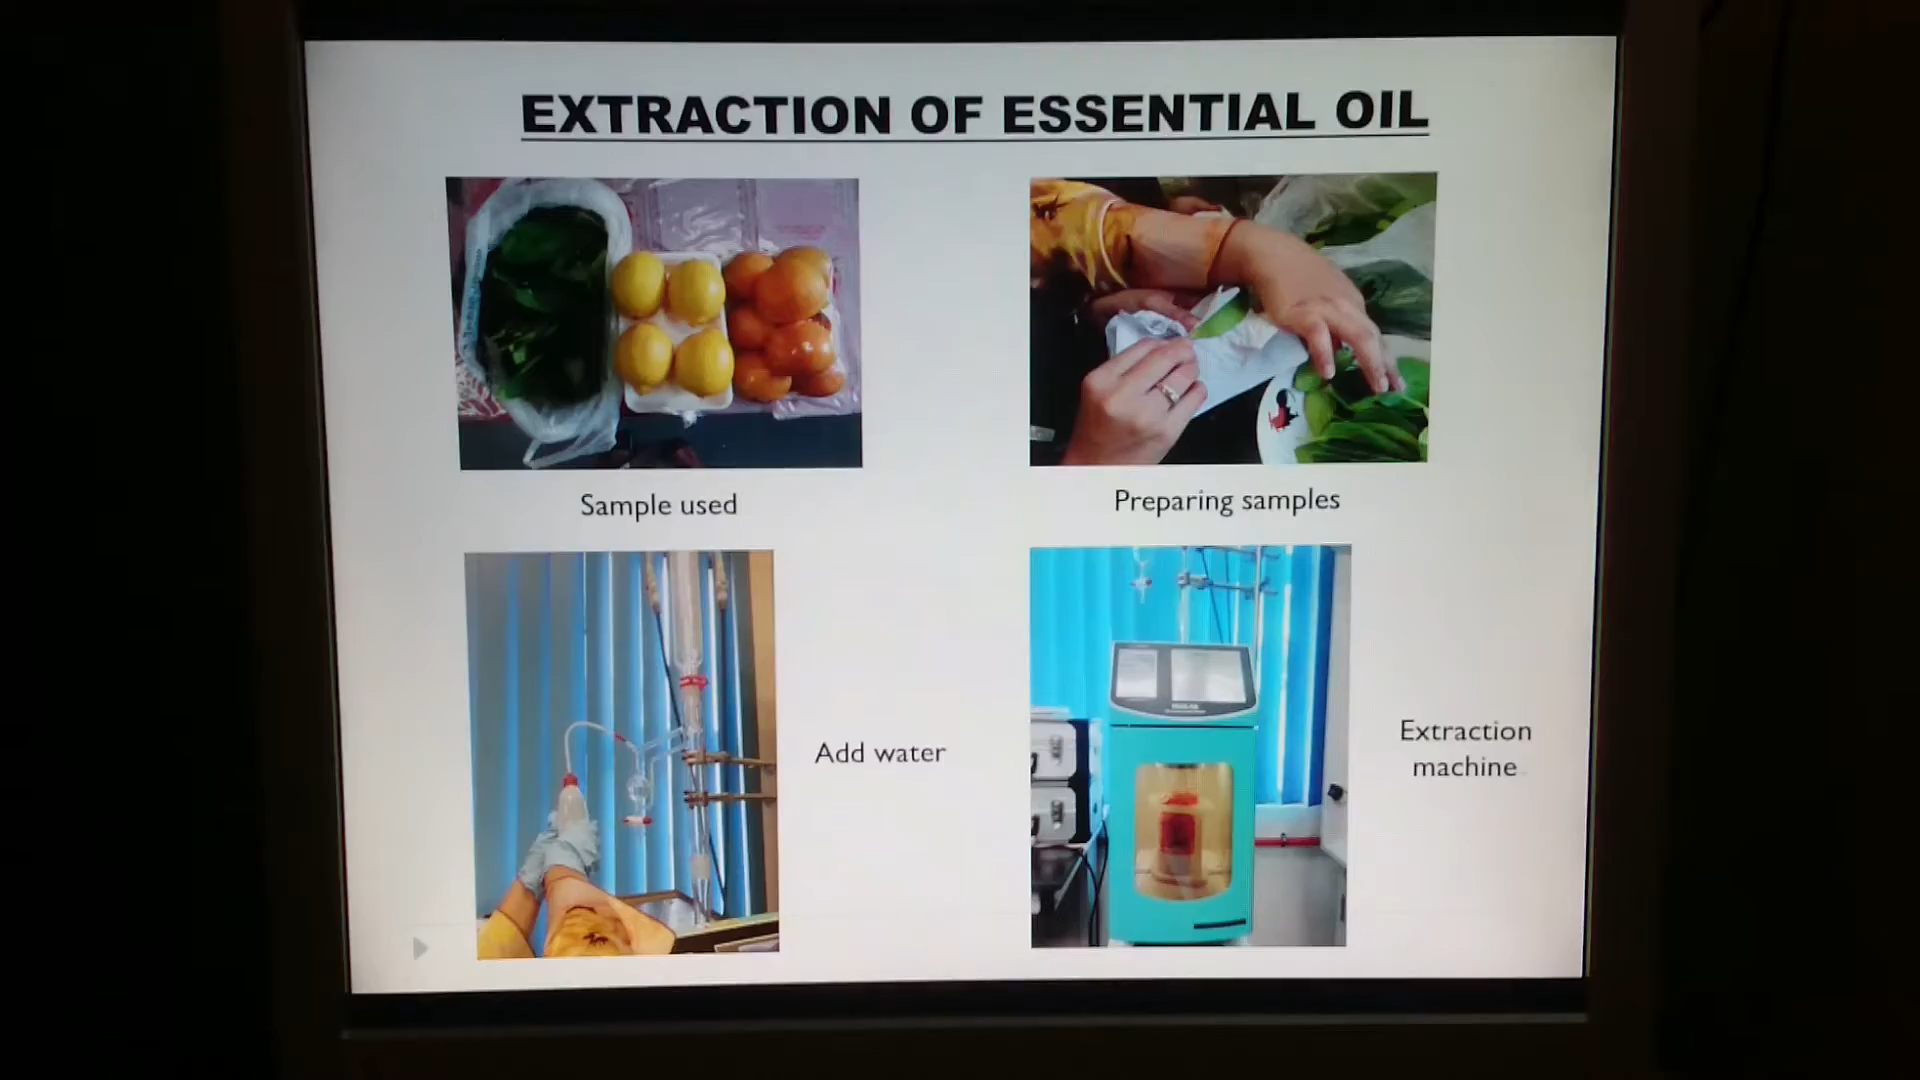 EXTRACTION OF ESSENTIAL OIL
Sample used
Preparing samples
Add water
Extraction
machine